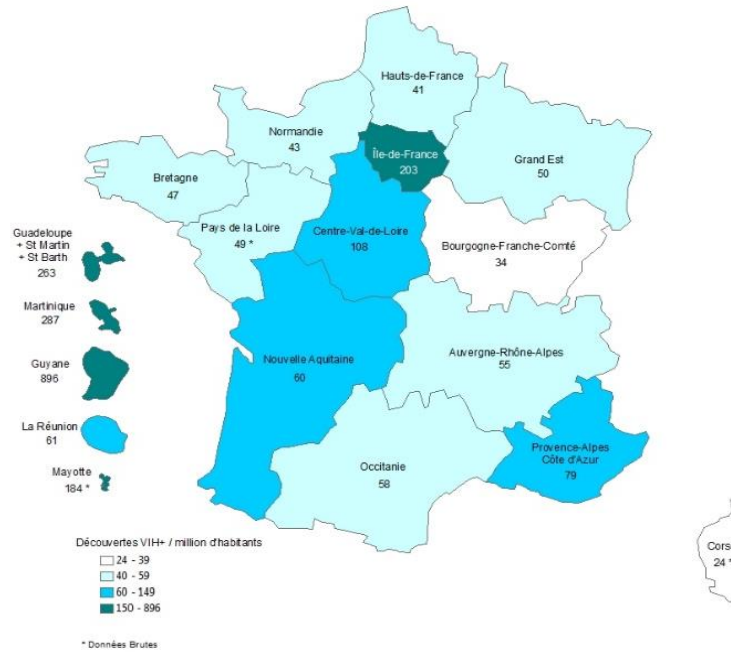 Hauts-de-France
41
Normandie
43
Île-de-France
203
Grand Est
50
Bretagne
47
Pays de la Loire
49 *
Centre-Val-de-Loire
108
Bourgogne-Franche-Comté
34
Guadeloupe
+ St Martin
+ St Barth
263
Martinique
287
Guyane
896
La Réunion
61
Mayotte
184 *
Nouvelle Aquitaine
60
Auvergne-Rhône-Alpes
55
Occitanie
58
Provence-Alpes
Côte d'Azur
79
Cors
24 *
Découvertes VIH+ / million d'habitants
24 - 39
40 - 59
60 - 149
150 - 896
* Données Brutes